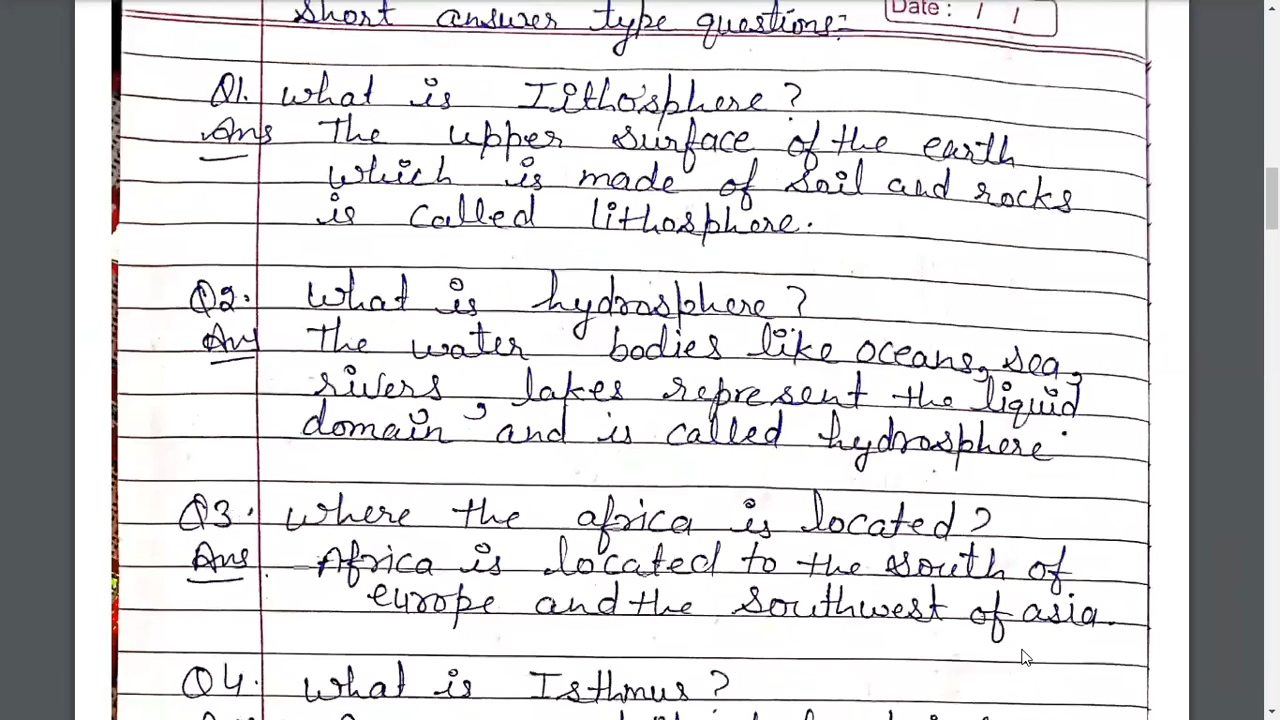 short answer type questions:-
Date : / /
Q1. What is Iithosphere?
Ans The upper surface of the earth
which is made of soil and rocks
is called lithosphere.
Q2. What is hydrosphere?
Ans The water bodies like oceans, sea,
rivers, lakes represent the liquid
domain and is called hydrosphere.
Q3. Where the africa is located?
Ans Africa is located to the south of
europe and the southwest of asia.
Q4. What is Isthmus?